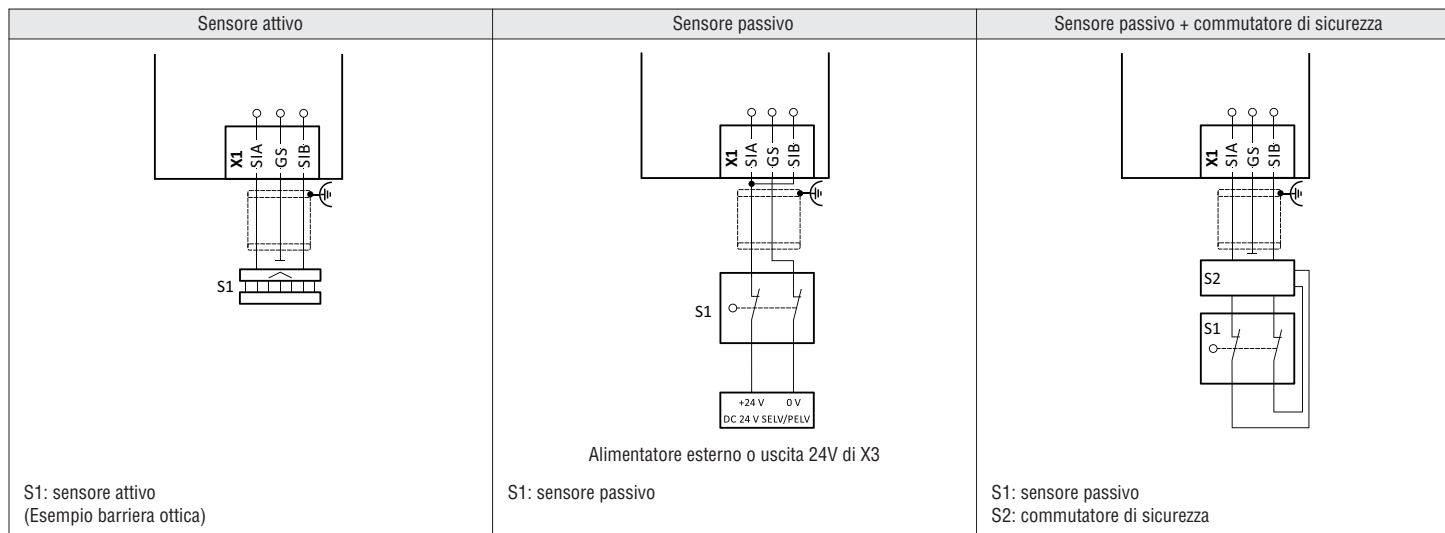 Sensore attivo
Sensore passivo
Sensore passivo + commutatore di sicurezza
X1
SIA
GS
SIB
S1
S1: sensore attivo
(Esempio barriera ottica)
X1
SIA
GS
SIB
S1
+24 V 0 V
DC 24 V SELV/PELV
Alimentatore esterno o uscita 24V di X3
S1: sensore passivo
X1
SIA
GS
SIB
S2
S1
S1: sensore passivo
S2: commutatore di sicurezza